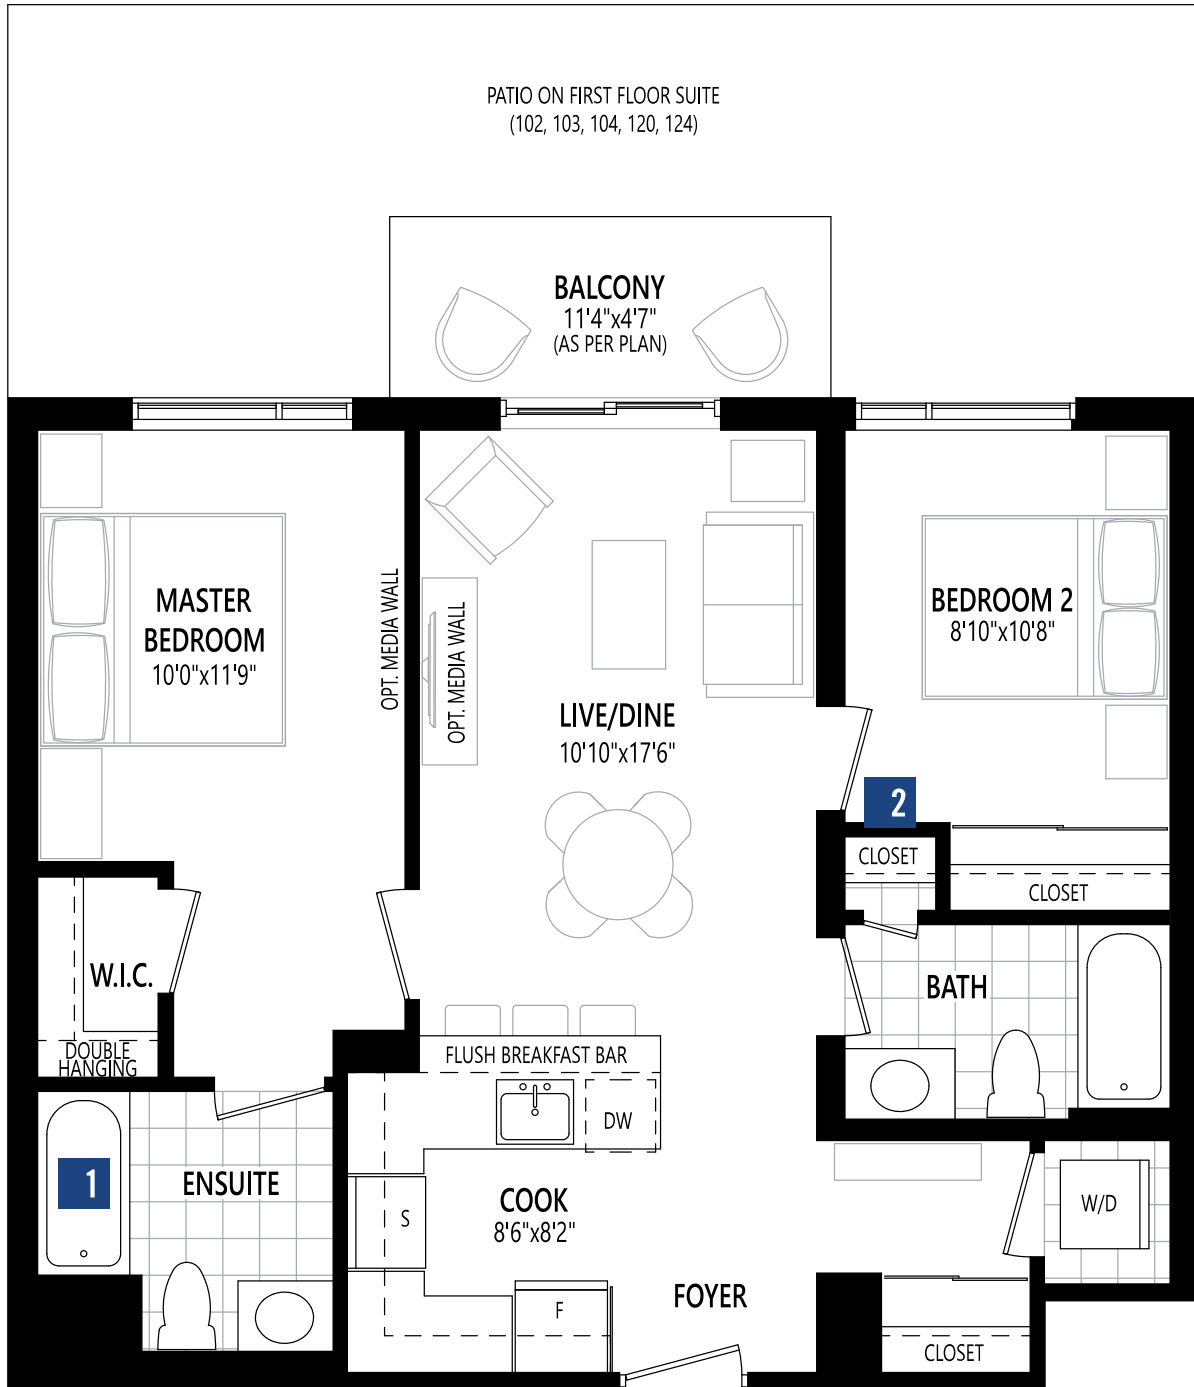 PATIO ON FIRST FLOOR SUITE
(102, 103, 104, 120, 124)
BALCONY
11'4"x4'7"
(AS PER PLAN)
MASTER
BEDROOM
10'0"x11'9"
OPT. MEDIA WALL
OPT. MEDIA WALL
LIVE/DINE
10'10"x17'6"
BEDROOM 2
8'10"x10'8"
2
CLOSET
CLOSET
W.I.C.
DOUBLE
HANGING
BATH
FLUSH BREAKFAST BAR
DW
1
ENSUITE
COOK
8'6"x8'2"
S
W/D
FOYER
F
CLOSET